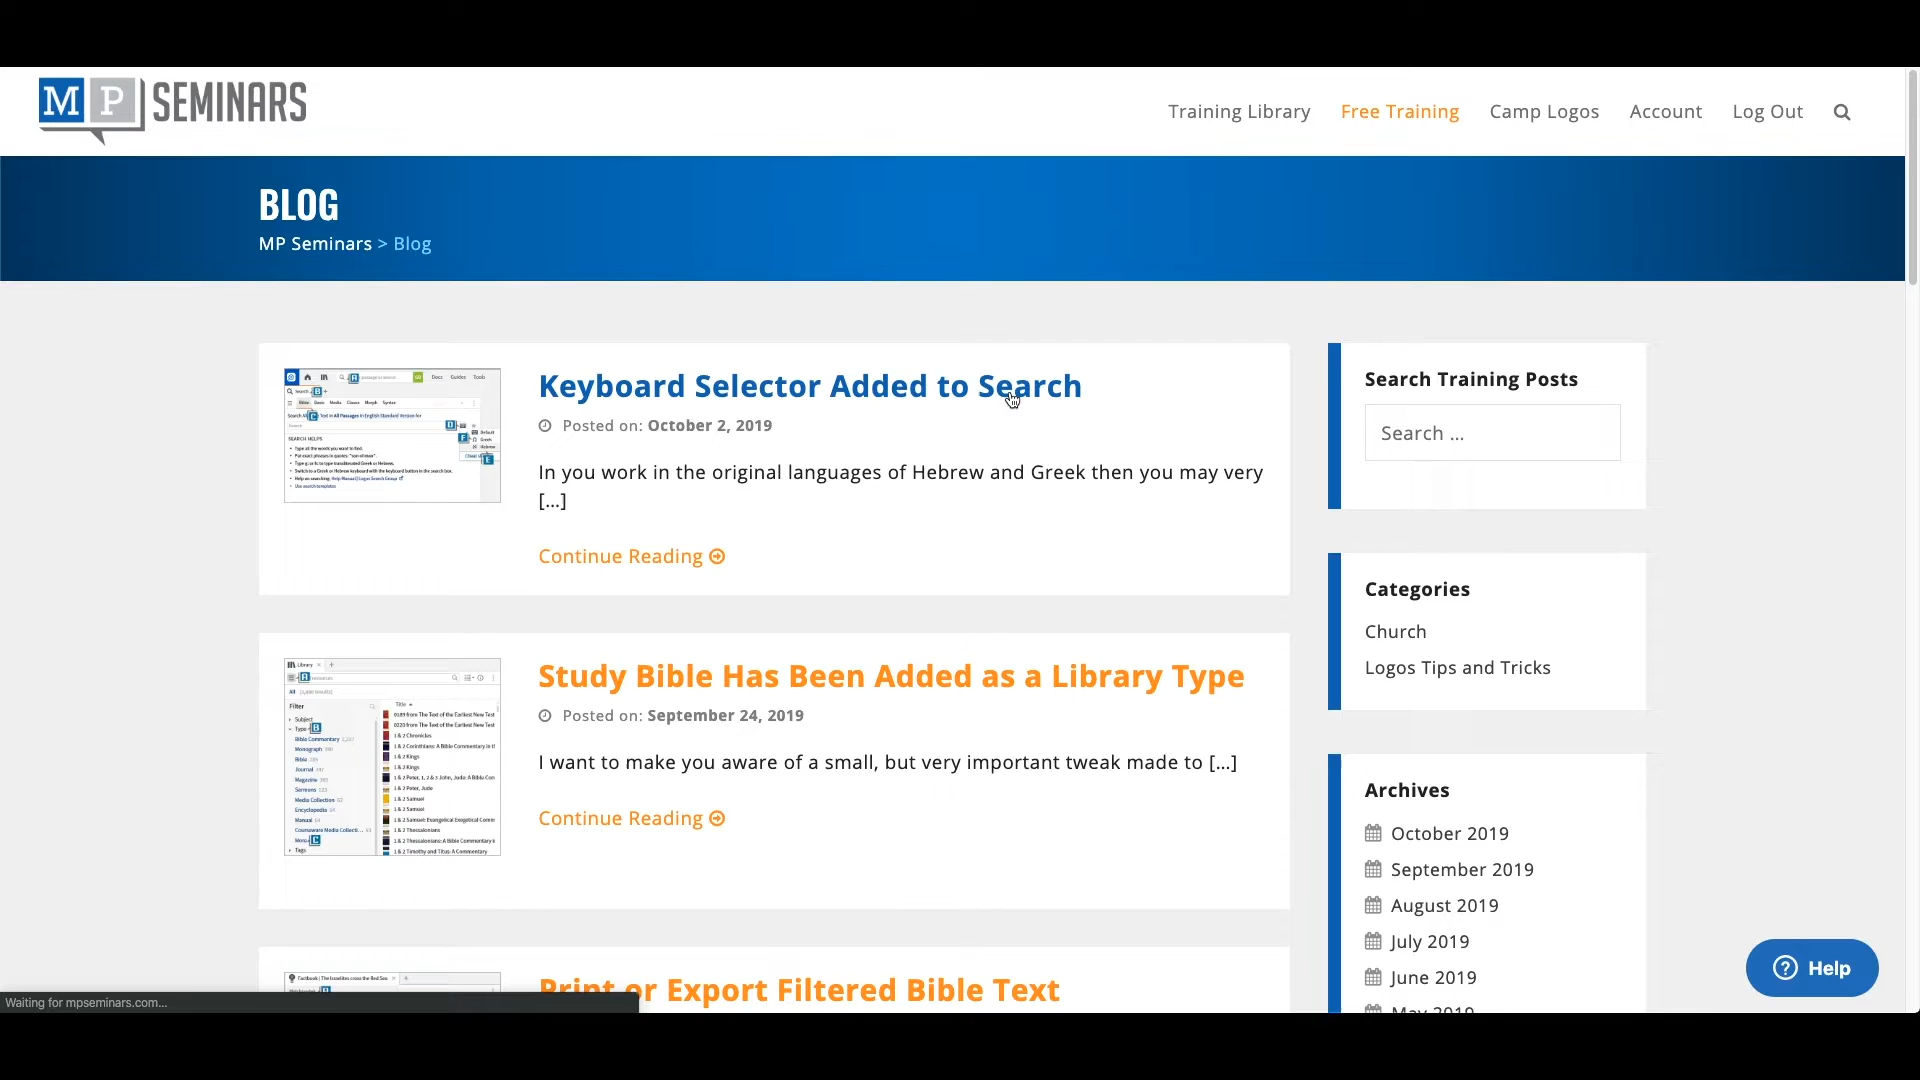 MP SEMINARS
Training Library
Free Training
Camp Logos
Account
Log Out
BLOG
MP Seminars > Blog
Keyboard Selector Added to Search
Posted on: October 2, 2019
In you work in the original languages of Hebrew and Greek then you may very
[...]
Continue Reading
Study Bible Has Been Added as a Library Type
Posted on: September 24, 2019
I want to make you aware of a small, but very important tweak made to [...]
Continue Reading
Print or Export Filtered Bible Text
Search Training Posts
Search ...
Categories
Church
Logos Tips and Tricks
Archives
October 2019
September 2019
August 2019
July 2019
June 2019
May 2019
Help
Waiting for mpseminars.com...